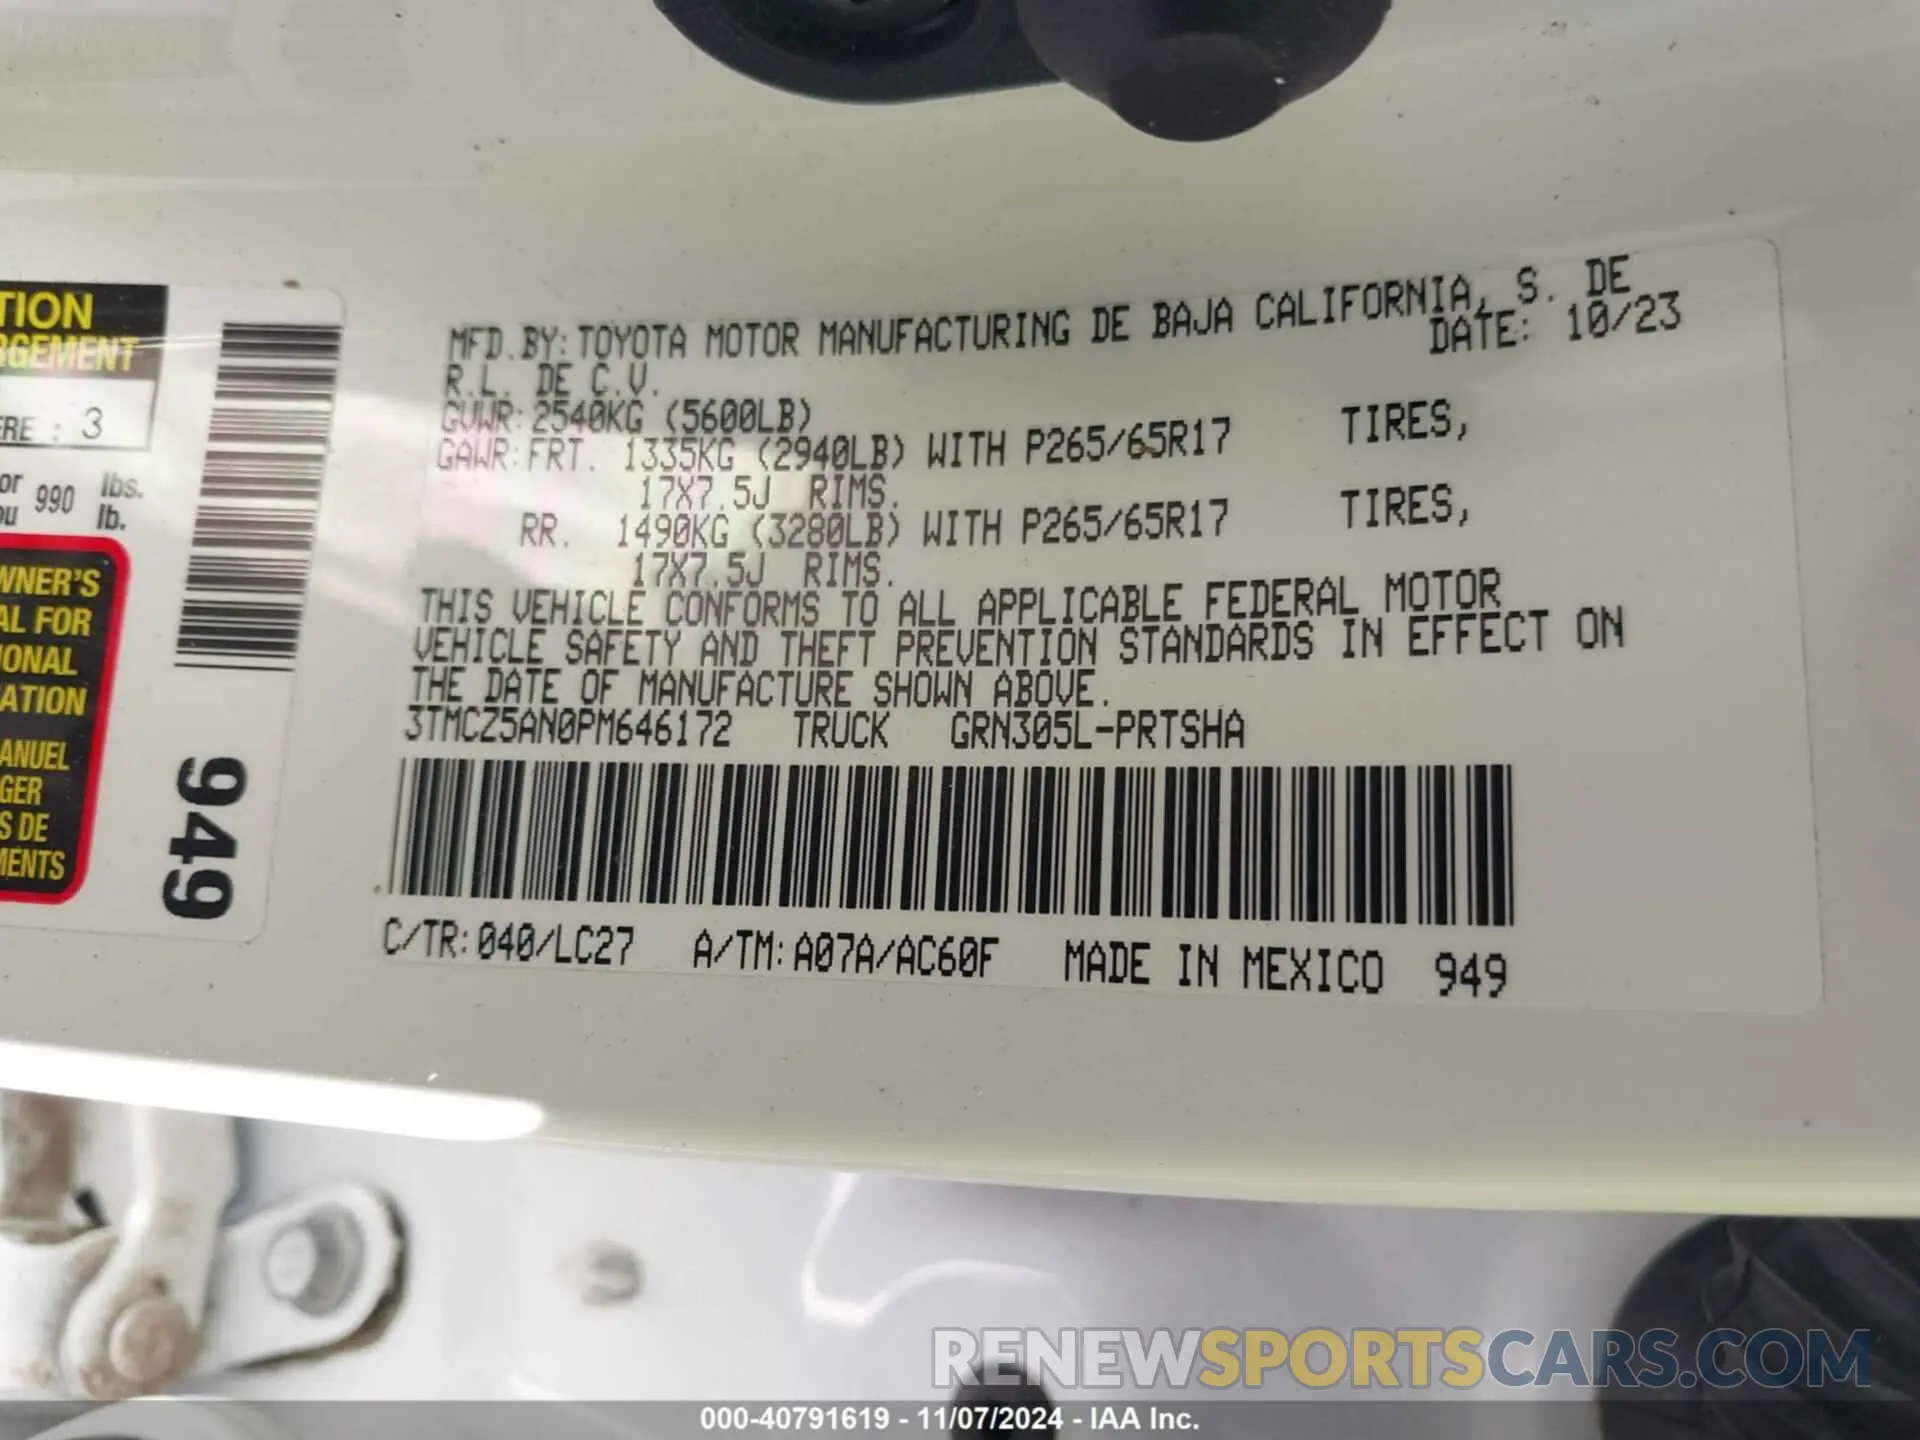 TION
RGEMENT
ERE : 3
or 990 lbs.
ou lb.
WNER'S
AL FOR
IONAL
ATION
ANUEL
GER
S DE
MENTS
949
MFD.BY:TOYOTA MOTOR MANUFACTURING DE BAJA CALIFORNIA, S. DE
R.L. DE C.V. DATE: 10/23
GVWR:2540KG (5600LB)
GAWR:FRT. 1335KG (2940LB) WITH P265/65R17 TIRES,
17X7.5J RIMS.
RR. 1490KG (3280LB) WITH P265/65R17 TIRES,
17X7.5J RIMS.
THIS VEHICLE CONFORMS TO ALL APPLICABLE FEDERAL MOTOR
VEHICLE SAFETY AND THEFT PREVENTION STANDARDS IN EFFECT ON
THE DATE OF MANUFACTURE SHOWN ABOVE.
3TMCZ5AN0PM646172 TRUCK GRN305L-PRTSHA
C/TR:040/LC27 A/TM:A07A/AC60F MADE IN MEXICO 949
RENEWSPORTSCARS.COM
000-40791619 - 11/07/2024 - IAA Inc.